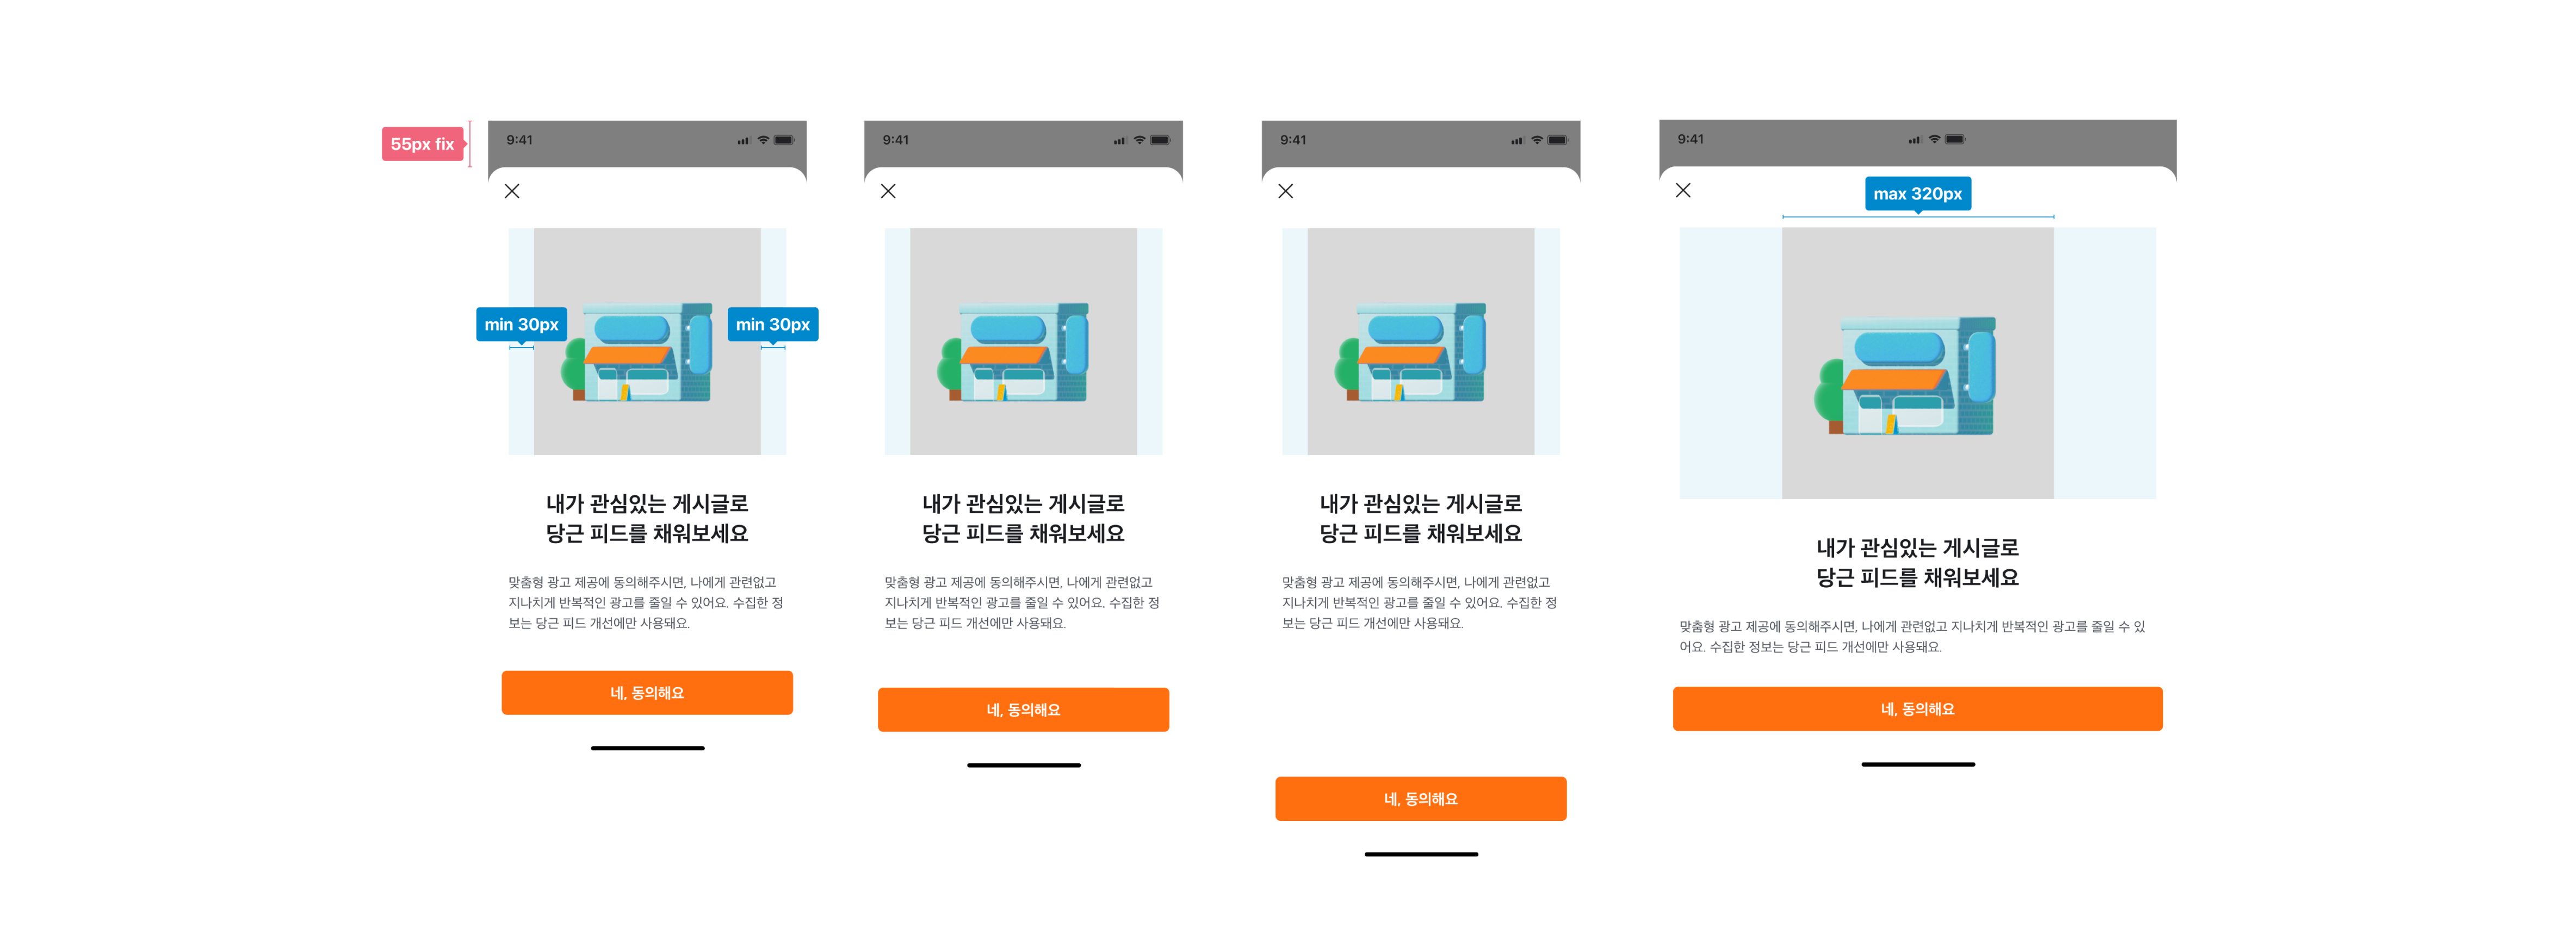 55px fix
9:41
min 30px
min 30px
내가 관심있는 게시글로
당근 피드를 채워보세요
맞춤형 광고 제공에 동의해주시면, 나에게 관련없고
지나치게 반복적인 광고를 줄일 수 있어요. 수집한 정
보는 당근 피드 개선에만 사용돼요.
네, 동의해요
9:41
내가 관심있는 게시글로
당근 피드를 채워보세요
맞춤형 광고 제공에 동의해주시면, 나에게 관련없고
지나치게 반복적인 광고를 줄일 수 있어요. 수집한 정
보는 당근 피드 개선에만 사용돼요.
네, 동의해요
9:41
내가 관심있는 게시글로
당근 피드를 채워보세요
맞춤형 광고 제공에 동의해주시면, 나에게 관련없고
지나치게 반복적인 광고를 줄일 수 있어요. 수집한 정
보는 당근 피드 개선에만 사용돼요.
네, 동의해요
9:41
max 320px
내가 관심있는 게시글로
당근 피드를 채워보세요
맞춤형 광고 제공에 동의해주시면, 나에게 관련없고 지나치게 반복적인 광고를 줄일 수 있
어요. 수집한 정보는 당근 피드 개선에만 사용돼요.
네, 동의해요